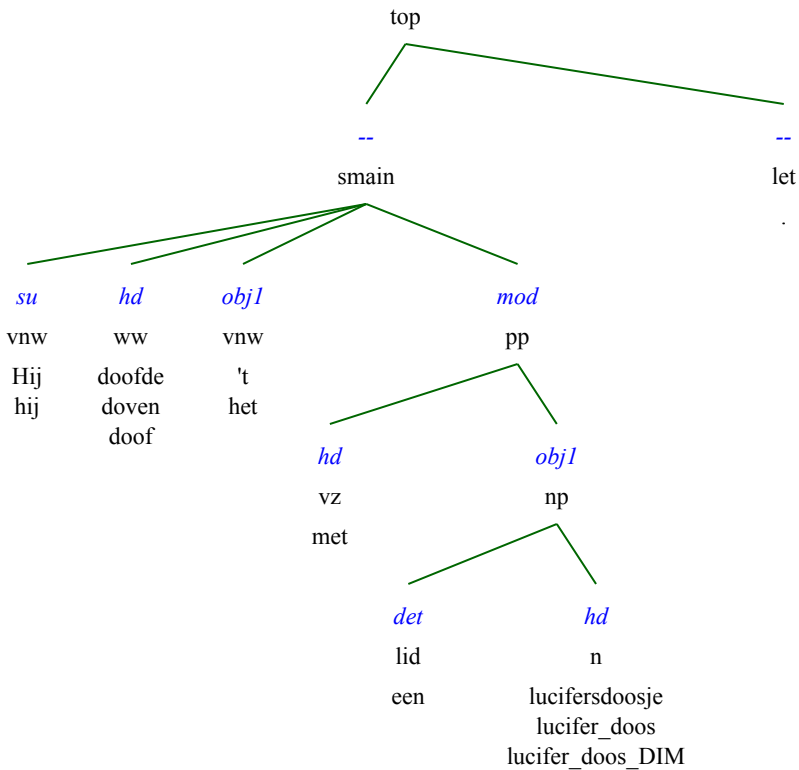 top
-- --
smain let
.
su hd obj1 mod
vnw ww vnw pp
Hij doofde 't
hij doven het
doof
hd obj1
vz np
met
det hd
lid n
een lucifersdoosje
lucifer_doos
lucifer_doos_DIM